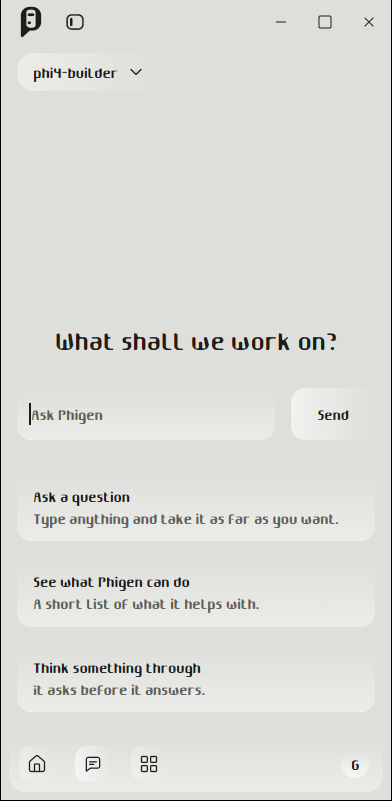 phi4-builder
What shall we work on?
Ask Phigen
Send
Ask a question
Type anything and take it as far as you want.
See what Phigen can do
A short list of what it helps with.
Think something through
it asks before it answers.
G